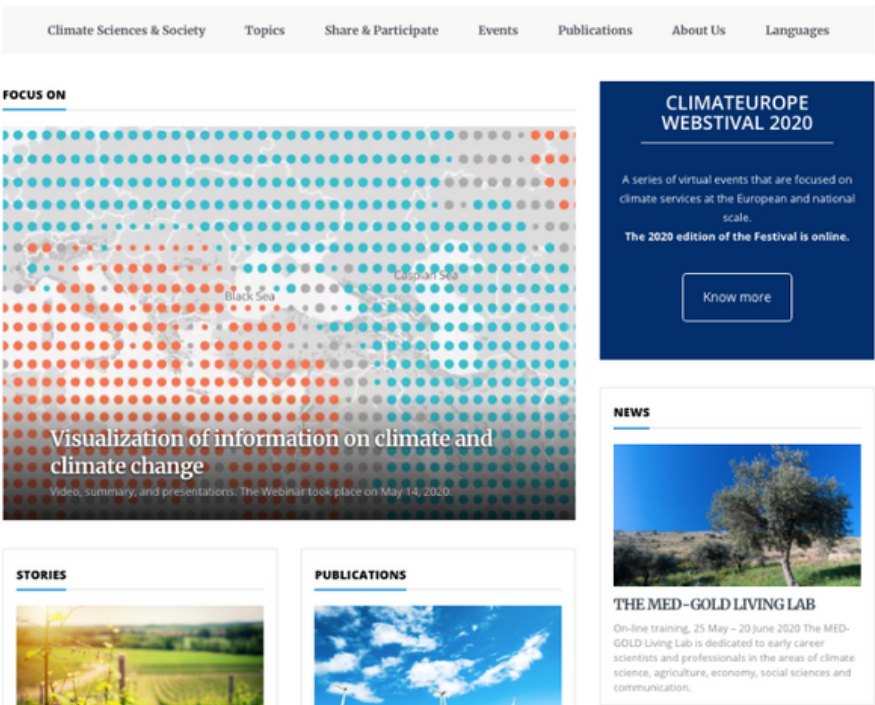 Climate Sciences & Society Topics Share & Participate Events Publications About Us Languages
FOCUS ON
Caspian Sea
Black Sea
Visualization of information on climate and
climate change
Video, summary, and presentations. The Webinar took place on May 14, 2020.
CLIMATEUROPE
WEBSTIVAL 2020
A series of virtual events that are focused on
climate services at the European and national
scale.
The 2020 edition of the Festival is online.
Know more
NEWS
THE MED-GOLD LIVING LAB
On-line training, 25 May – 20 June 2020 The MED-
GOLD Living Lab is dedicated to early career
scientists and professionals in the areas of climate
science, agriculture, economy, social sciences and
communication.
STORIES
PUBLICATIONS